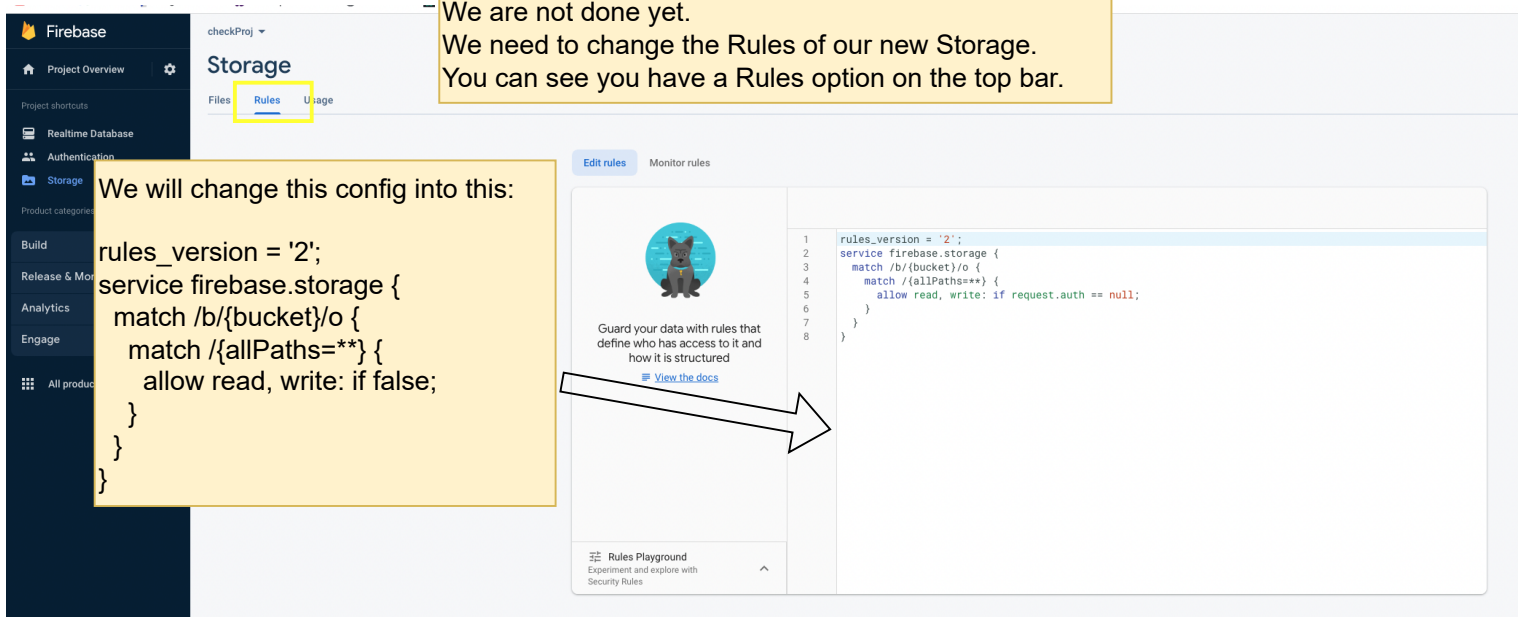 We are not done yet.
We need to change the Rules of our new Storage.
You can see you have a Rules option on the top bar.
Firebase
checkProj
Project Overview
Storage
Files Rules Usage
Project shortcuts
Realtime Database
Authentication
Storage
Product categories
Build
Release & Mon
Analytics
Engage
All produc
We will change this config into this:
rules_version = '2';
service firebase.storage {
match /b/{bucket}/o {
match /{allPaths=**} {
allow read, write: if false;
}
}
}
Edit rules Monitor rules
Guard your data with rules that
define who has access to it and
how it is structured
View the docs
Rules Playground
Experiment and explore with
Security Rules
1 rules_version = '2';
2 service firebase.storage {
3 match /b/{bucket}/o {
4 match /{allPaths=**} {
5 allow read, write: if request.auth == null;
6 }
7 }
8 }